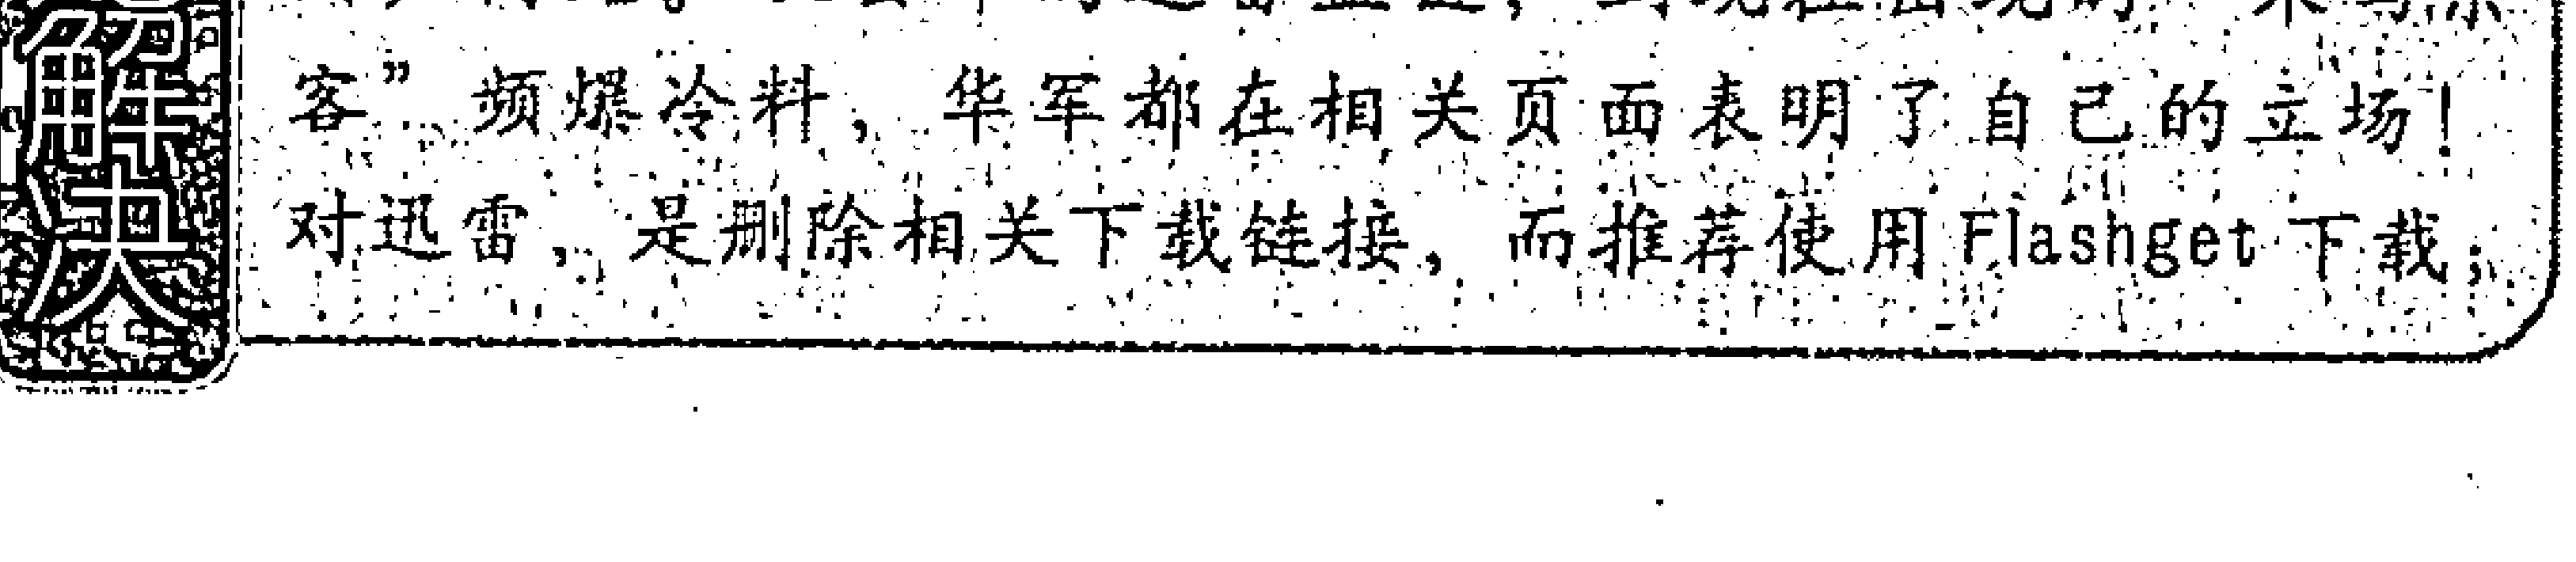 解决
客”频爆冷料，华军都在相关页面表明了自己的立场！
对迅雷，是删除相关下载链接，而推荐使用Flashget下载；